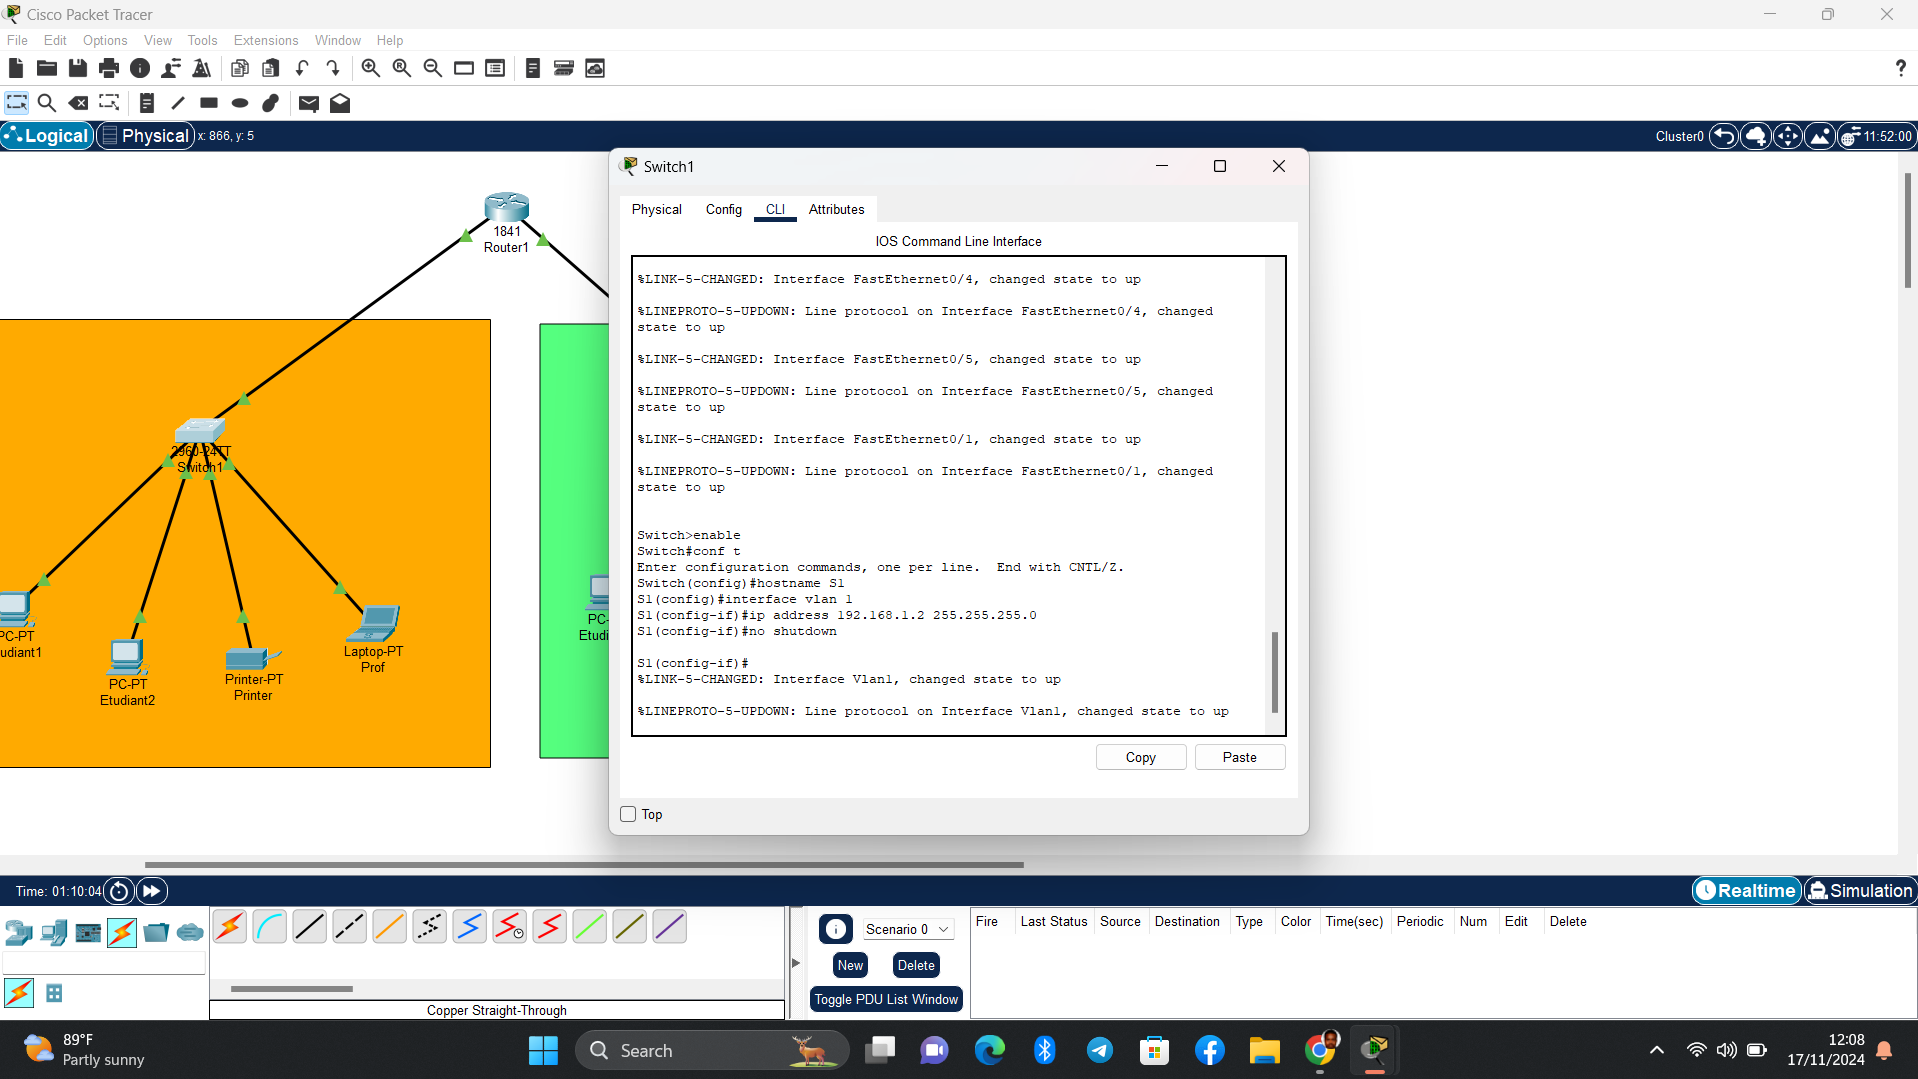 Cisco Packet Tracer
File Edit Options View Tools Extensions Window Help
?
Logical Physical x: 866, y: 5 Cluster0 11:52:00
Switch1
Physical Config CLI Attributes
IOS Command Line Interface
%LINK-5-CHANGED: Interface FastEthernet0/4, changed state to up
%LINEPROTO-5-UPDOWN: Line protocol on Interface FastEthernet0/4, changed
state to up
%LINK-5-CHANGED: Interface FastEthernet0/5, changed state to up
%LINEPROTO-5-UPDOWN: Line protocol on Interface FastEthernet0/5, changed
state to up
%LINK-5-CHANGED: Interface FastEthernet0/1, changed state to up
%LINEPROTO-5-UPDOWN: Line protocol on Interface FastEthernet0/1, changed
state to up
Switch>enable
Switch#conf t
Enter configuration commands, one per line.  End with CNTL/Z.
Switch(config)#hostname S1
S1(config)#interface vlan 1
S1(config-if)#ip address 192.168.1.2 255.255.255.0
S1(config-if)#no shutdown
S1(config-if)#
%LINK-5-CHANGED: Interface Vlan1, changed state to up
%LINEPROTO-5-UPDOWN: Line protocol on Interface Vlan1, changed state to up
Copy Paste
Top
1841
Router1
2960-24TT
Switch1
PC-PT
udiant1
PC-PT
Etudiant2
Printer-PT
Printer
Laptop-PT
Prof
PC-
Etudi
Time: 01:10:04 Realtime Simulation
Scenario 0
New Delete
Toggle PDU List Window
Fire Last Status Source Destination Type Color Time(sec) Periodic Num Edit Delete
Copper Straight-Through
89°F
Partly sunny
Search
12:08
17/11/2024